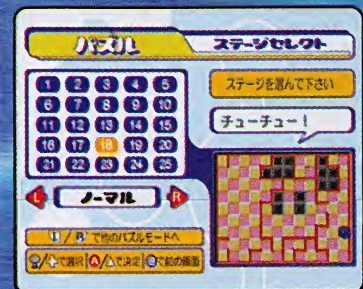 パズル
ステージセレクト
1 2 3 4 5
6 7 8 9 10
11 12 13 14 15
16 17 18 19 20
21 22 23 24 25
ステージを選んで下さい
チューチュー!
L ノーマル R
L / R で他のパズルモードへ
で選択 A/ で決定 B で前の画面